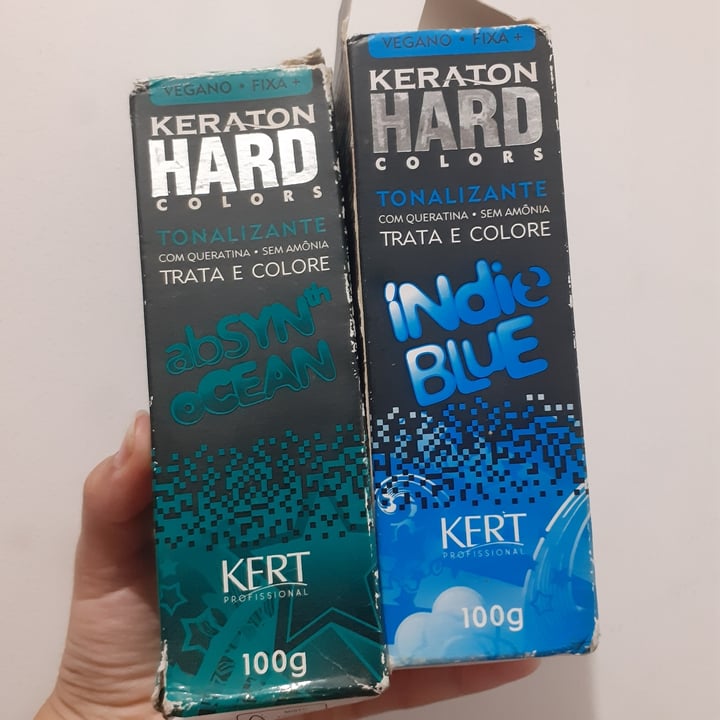 VEGANO • FIXA +
KERATON
HARD
COLORS
TONALIZANTE
COM QUERATINA • SEM AMÔNIA
TRATA E COLORE
abSYNth
oCEAN
KERT
PROFISSIONAL
100g
VEGANO • FIXA +
KERATON
HARD
COLORS
TONALIZANTE
COM QUERATINA • SEM AMÔNIA
TRATA E COLORE
iNdie
BLUE
KERT
PROFISSIONAL
100g